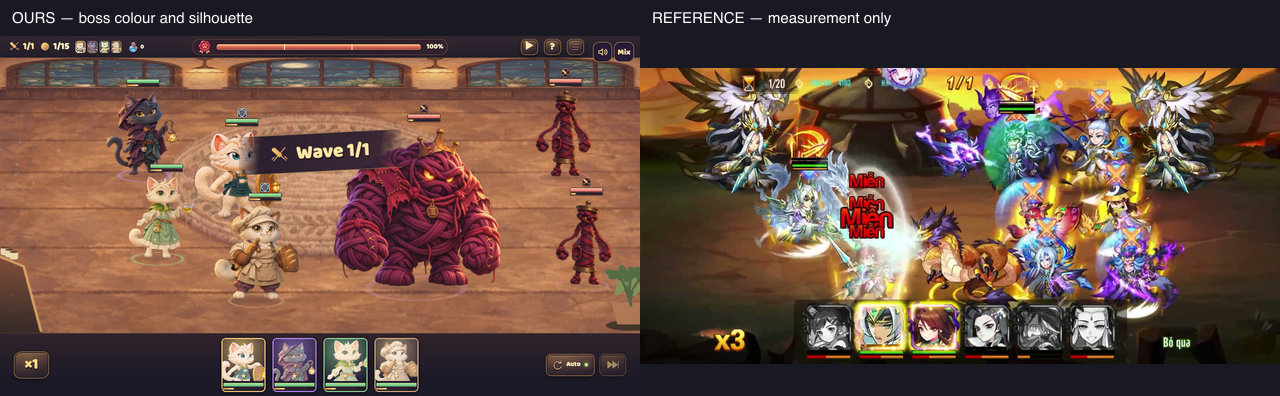 OURS — boss colour and silhouette
REFERENCE — measurement only
1/1
1/15
0
100%
?
Mix
Wave 1/1
×1
Auto
1/20
1/1
Miễn
Miễn
Miễn
Miễn
x3
Bỏ qua